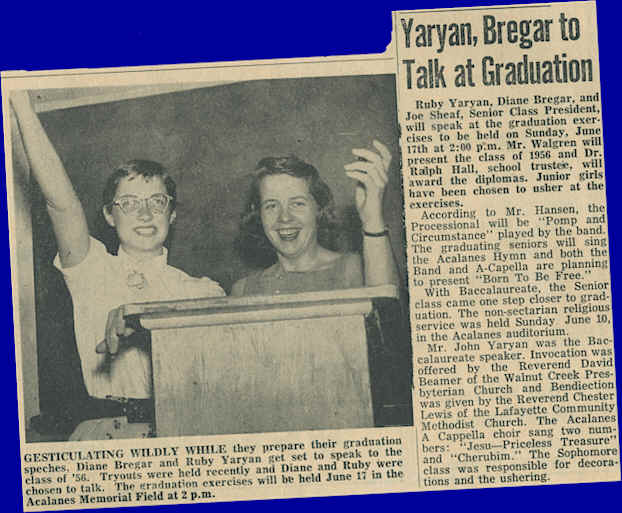 Yaryan, Bregar to
Talk at Graduation
Ruby Yaryan, Diane Bregar, and
Joe Sheaf, Senior Class President,
will speak at the graduation exer-
cises to be held on Sunday, June
17th at 2:00 p.m. Mr. Walgren will
present the class of 1956 and Dr.
Ralph Hall, school trustee, will
award the diplomas. Junior girls
have been chosen to usher at the
exercises.
According to Mr. Hansen, the
Processional will be "Pomp and
Circumstance" played by the band.
The graduating seniors will sing
the Acalanes Hymn and both the
Band and A-Capella are planning
to present "Born To Be Free."
With Baccalaureate, the Senior
class came one step closer to grad-
uation. The non-sectarian religious
service was held Sunday June 10,
in the Acalanes auditorium.
Mr. John Yaryan was the Bac-
calaureate speaker. Invocation was
offered by the Reverend David
Beamer of the Walnut Creek Pres-
byterian Church and Bendiection
was given by the Reverend Chester
Lewis of the Lafayette Community
Methodist Church. The Acalanes
A Cappella choir sang two num-
bers: "Jesu—Priceless Treasure"
and "Cherubim." The Sophomore
class was responsible for decora-
tions and the ushering.
GESTICULATING WILDLY WHILE they prepare their graduation
speches, Diane Bregar and Ruby Yaryan get set to speak to the
class of '56. Tryouts were held recently and Diane and Ruby were
chosen to talk. The graduation exercises will be held June 17 in the
Acalanes Memorial Field at 2 p.m.